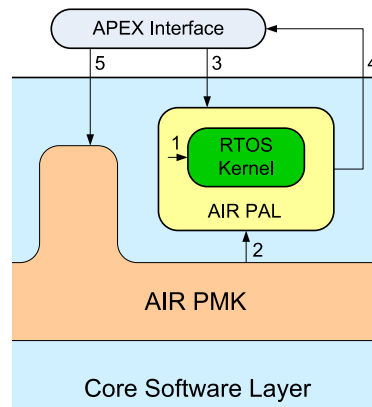 APEX Interface
5
3
4
1
RTOS
Kernel
AIR PAL
2
AIR PMK
Core Software Layer